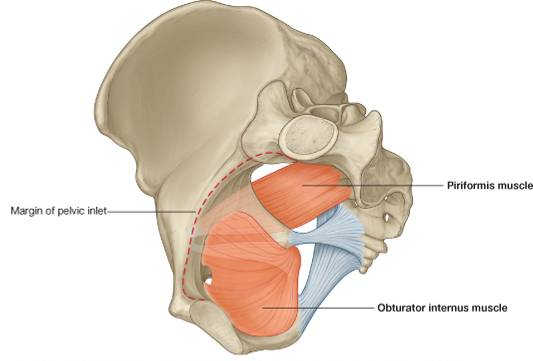 Piriformis muscle
Margin of pelvic inlet
Obturator internus muscle